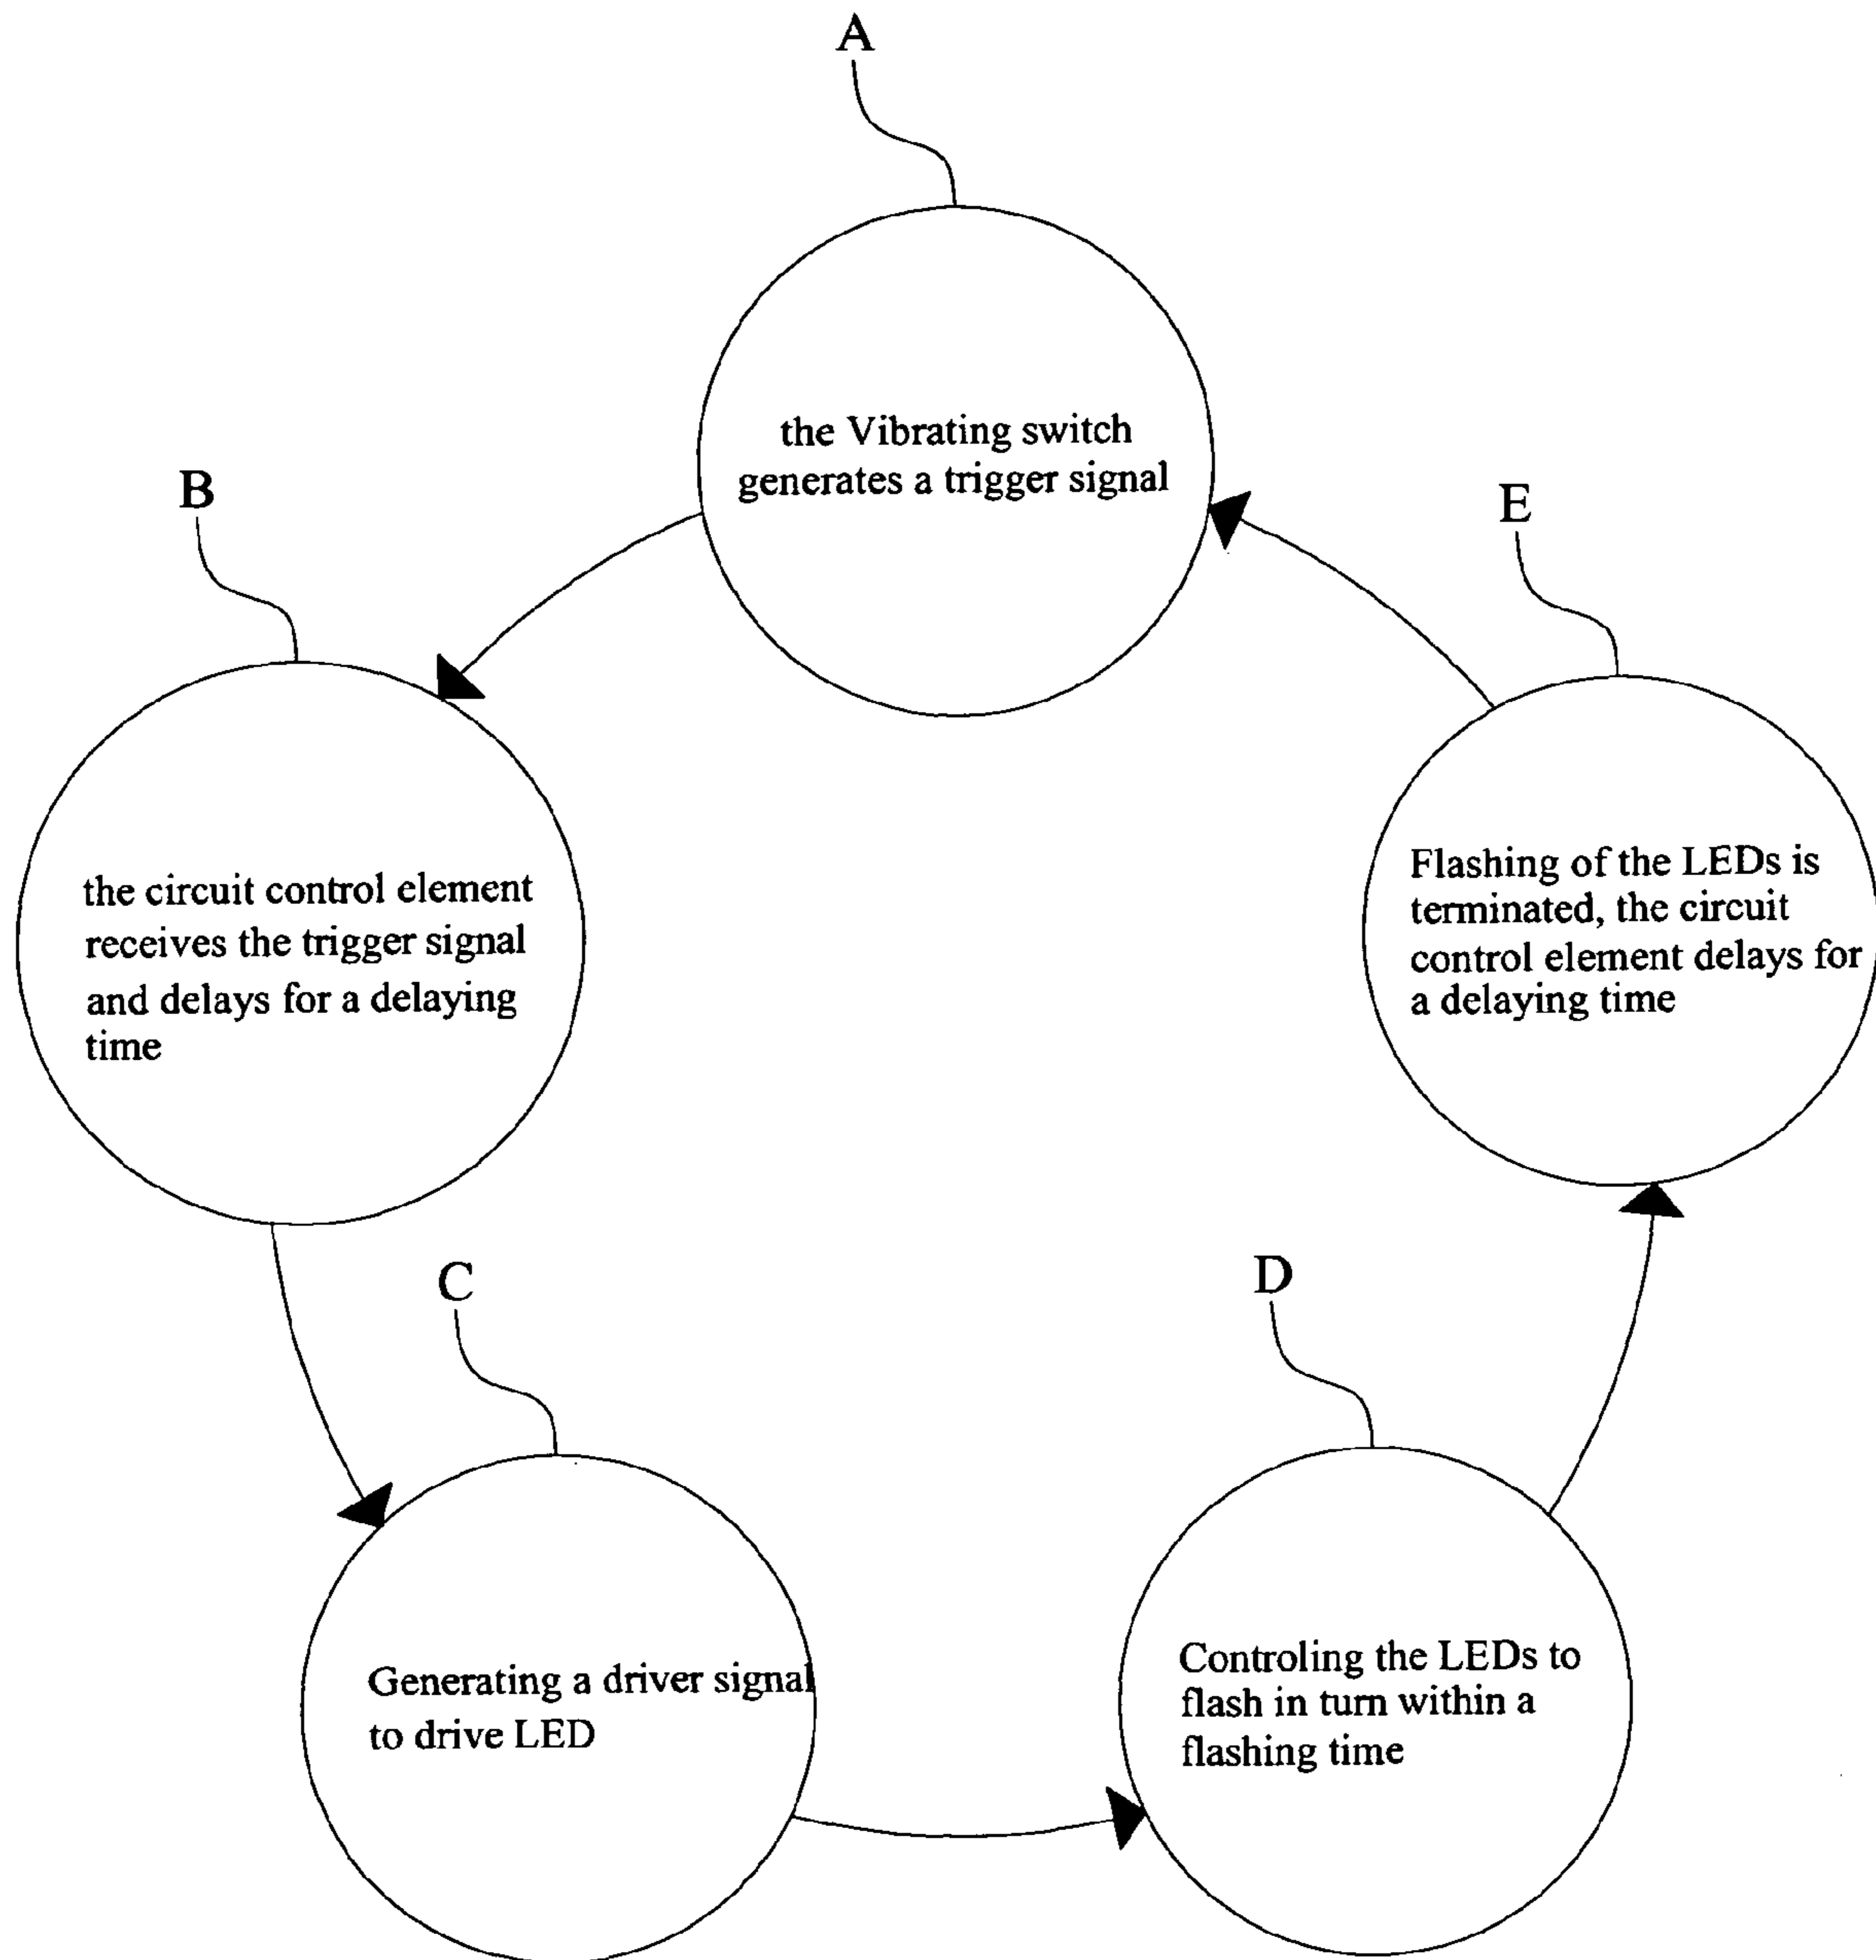 A
the Vibrating switch
generates a trigger signal
B
the circuit control element
receives the trigger signal
and delays for a delaying
time
C
Generating a driver signal
to drive LED
D
Controling the LEDs to
flash in turn within a
flashing time
E
Flashing of the LEDs is
terminated, the circuit
control element delays for
a delaying time